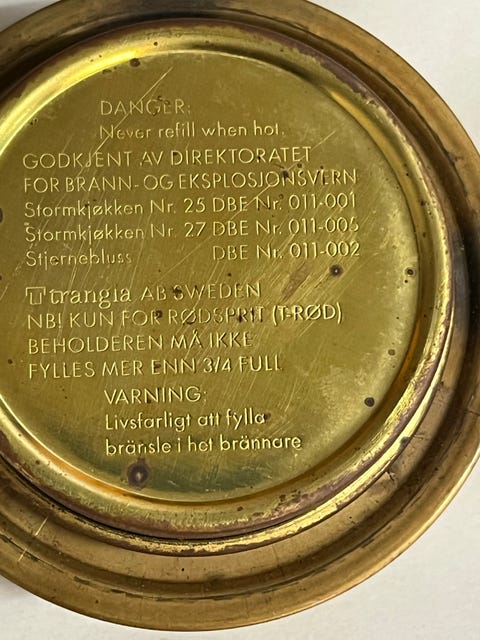 DANGER:
Never refill when hot.
GODKJENT AV DIREKTORATET
FOR BRANN- OG EKSPLOSJONSVERN
Stormkjøkken Nr. 25 DBE Nr. 011-001
Stormkjøkken Nr. 27 DBE Nr. 011-005
Stjernebluss DBE Nr. 011-002
T trangia AB SWEDEN
NB! KUN FOR RØDSPRIT (T-RØD)
BEHOLDEREN MÅ IKKE
FYLLES MER ENN 3/4 FULL
VARNING:
Livsfarligt att fylla
bränsle i het brännare